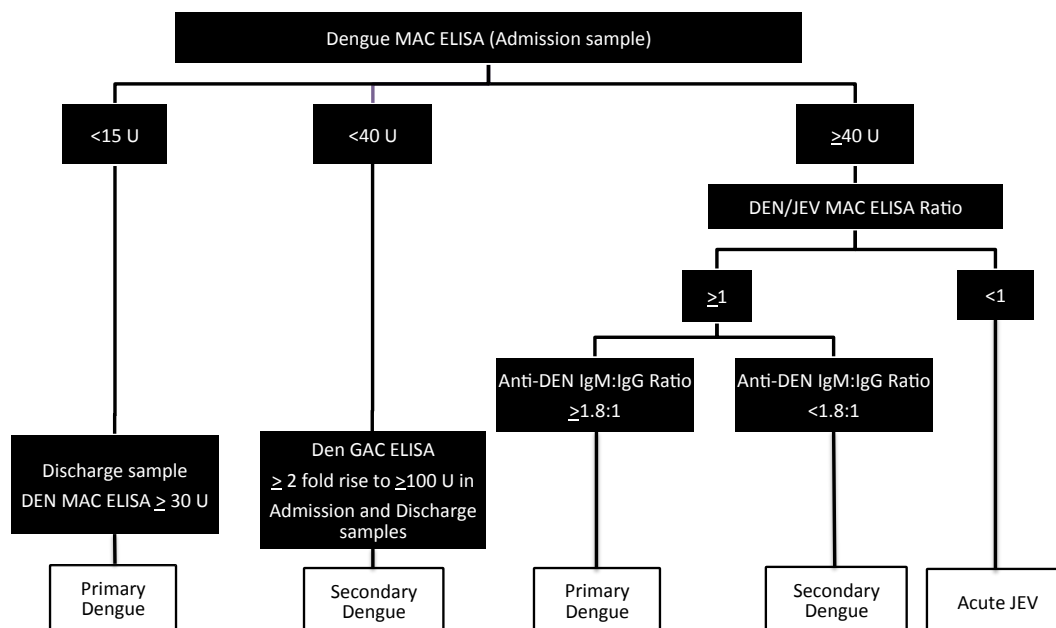 Dengue MAC ELISA (Admission sample)
<15 U
<40 U
≥40 U
DEN/JEV MAC ELISA Ratio
≥1
<1
Anti-DEN IgM:IgG Ratio
≥1.8:1
Anti-DEN IgM:IgG Ratio
<1.8:1
Discharge sample
DEN MAC ELISA ≥ 30 U
Den GAC ELISA
≥ 2 fold rise to ≥100 U in
Admission and Discharge
samples
Primary
Dengue
Secondary
Dengue
Primary
Dengue
Secondary
Dengue
Acute JEV